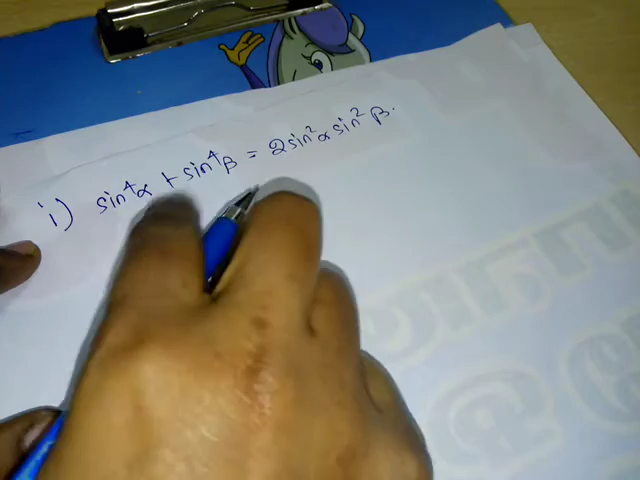 i) sin⁴α + sin⁴β = 2sin²α sin²β.